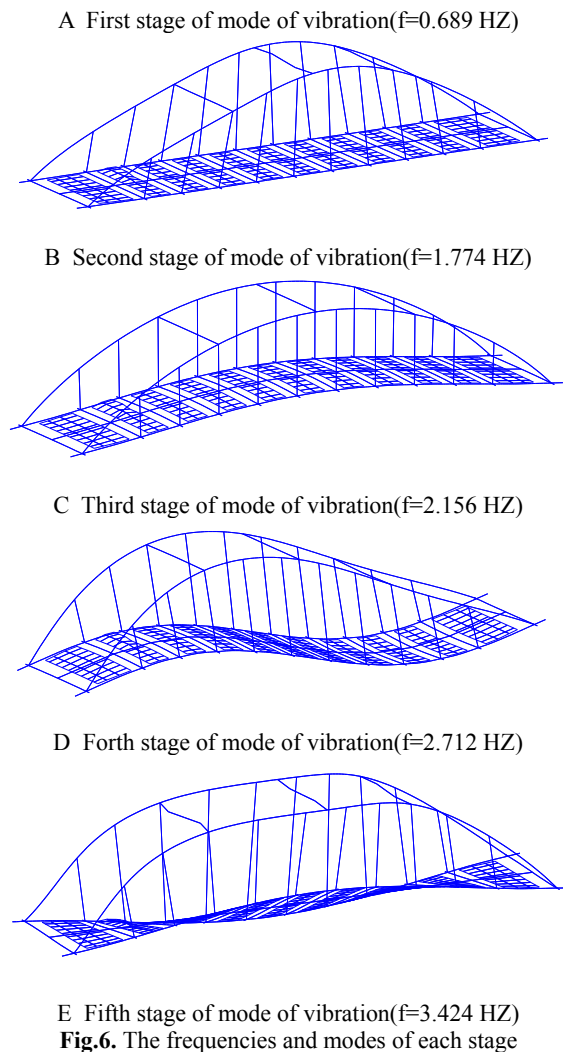 A First stage of mode of vibration(f=0.689 HZ)
B Second stage of mode of vibration(f=1.774 HZ)
C Third stage of mode of vibration(f=2.156 HZ)
D Forth stage of mode of vibration(f=2.712 HZ)
E Fifth stage of mode of vibration(f=3.424 HZ)
Fig.6. The frequencies and modes of each stage